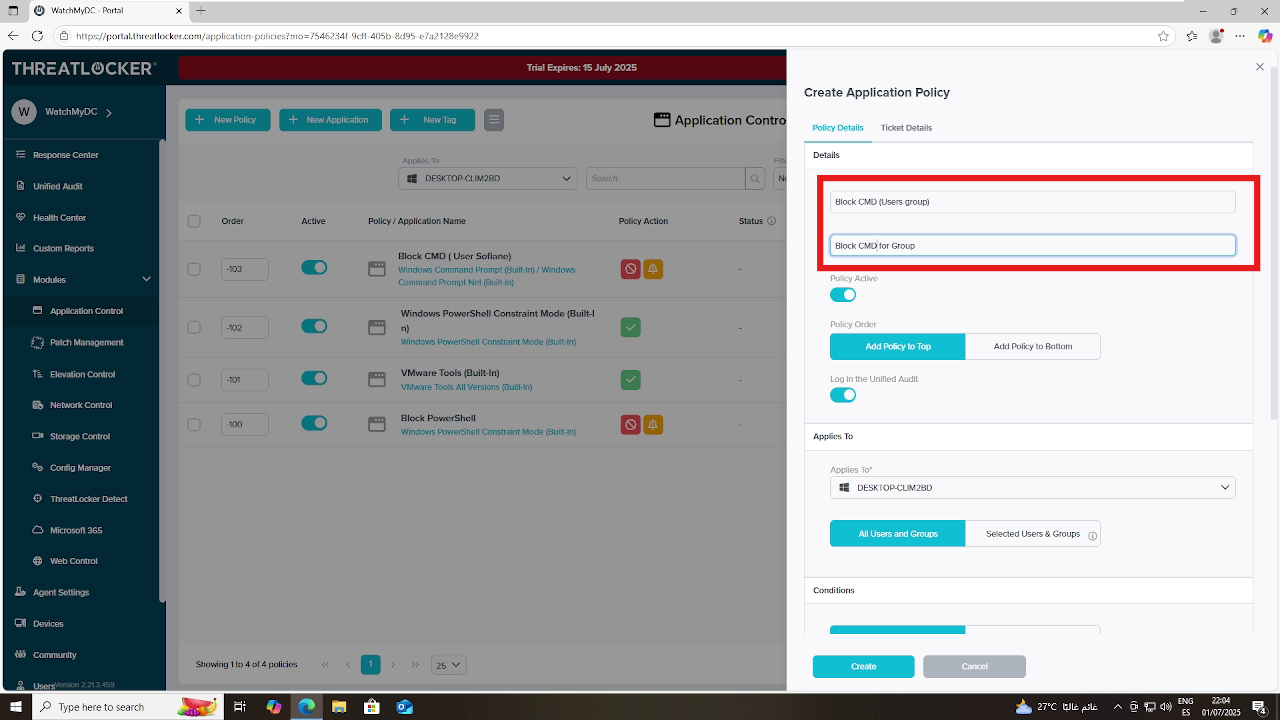 WatchMyDC - Portal
https://portal.threatlocker.com/application-policies?mo=7546234f-9cff-405b-8d95-e7a2128e9922
THREATLOCKER
Trial Expires: 15 July 2025
W
WatchMyDC
Response Center
Unified Audit
Health Center
Custom Reports
Modules
Application Control
Patch Management
Elevation Control
Network Control
Storage Control
Config Manager
ThreatLocker Detect
Microsoft 365
Web Control
Agent Settings
Devices
Community
Users
Version 2.21.3.459
New Policy
New Application
New Tag
Application Contro
Applies To
DESKTOP-CLIM2BD
Search
Filte
N
Order
Active
Policy / Application Name
Policy Action
Status
-103
Block CMD ( User Sofiane)
Windows Command Prompt (Built-In) / Windows
Command Prompt Net (Built-In)
-
-102
Windows PowerShell Constraint Mode (Built-I
n)
Windows PowerShell Constraint Mode (Built-In)
-
-101
VMware Tools (Built-In)
VMware Tools All Versions (Built-In)
-
-100
Block PowerShell
Windows PowerShell Constraint Mode (Built-In)
-
Showing 1 to 4 of 4 policies
1
25
Create Application Policy
Policy Details
Ticket Details
Details
Block CMD (Users group)
Block CMD for Group
Policy Active
Policy Order
Add Policy to Top
Add Policy to Bottom
Log in the Unified Audit
Applies To
Applies To*
DESKTOP-CLIM2BD
All Users and Groups
Selected Users & Groups
Conditions
Create
Cancel
Type here to search
21°C Nublado
ENG
ES
22:04
01/07/2025